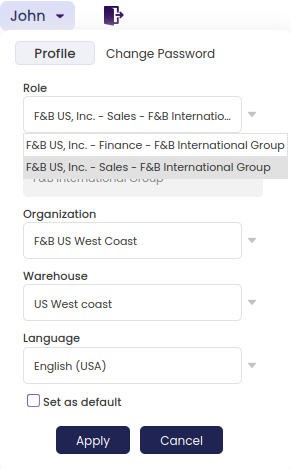 John
Profile
Change Password
Role
F&B US, Inc. - Sales - F&B Internatio...
F&B US, Inc. - Finance - F&B International Group
F&B US, Inc. - Sales - F&B International Group
F&B International Group
Organization
F&B US West Coast
Warehouse
US West coast
Language
English (USA)
Set as default
Apply
Cancel